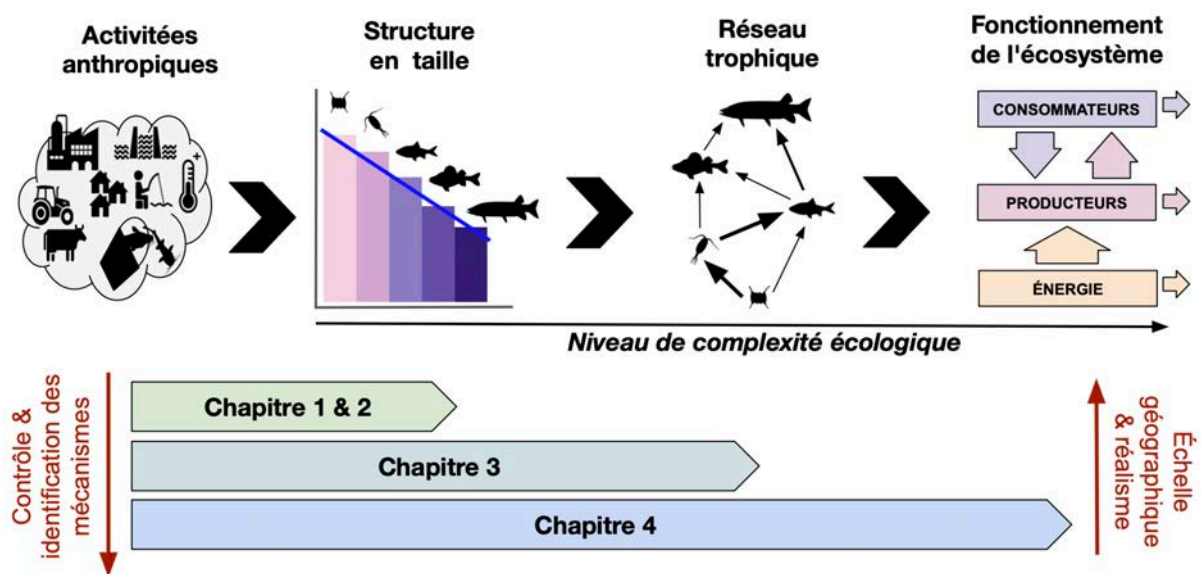 Activitées
anthropiques
Structure
en taille
Réseau
trophique
Fonctionnement
de l'écosystème
+
CONSOMMATEURS
PRODUCTEURS
ÉNERGIE
Niveau de complexité écologique
Contrôle &
identification des
mécanismes
Chapitre 1 & 2
Chapitre 3
Chapitre 4
Échelle
géographique
& réalisme